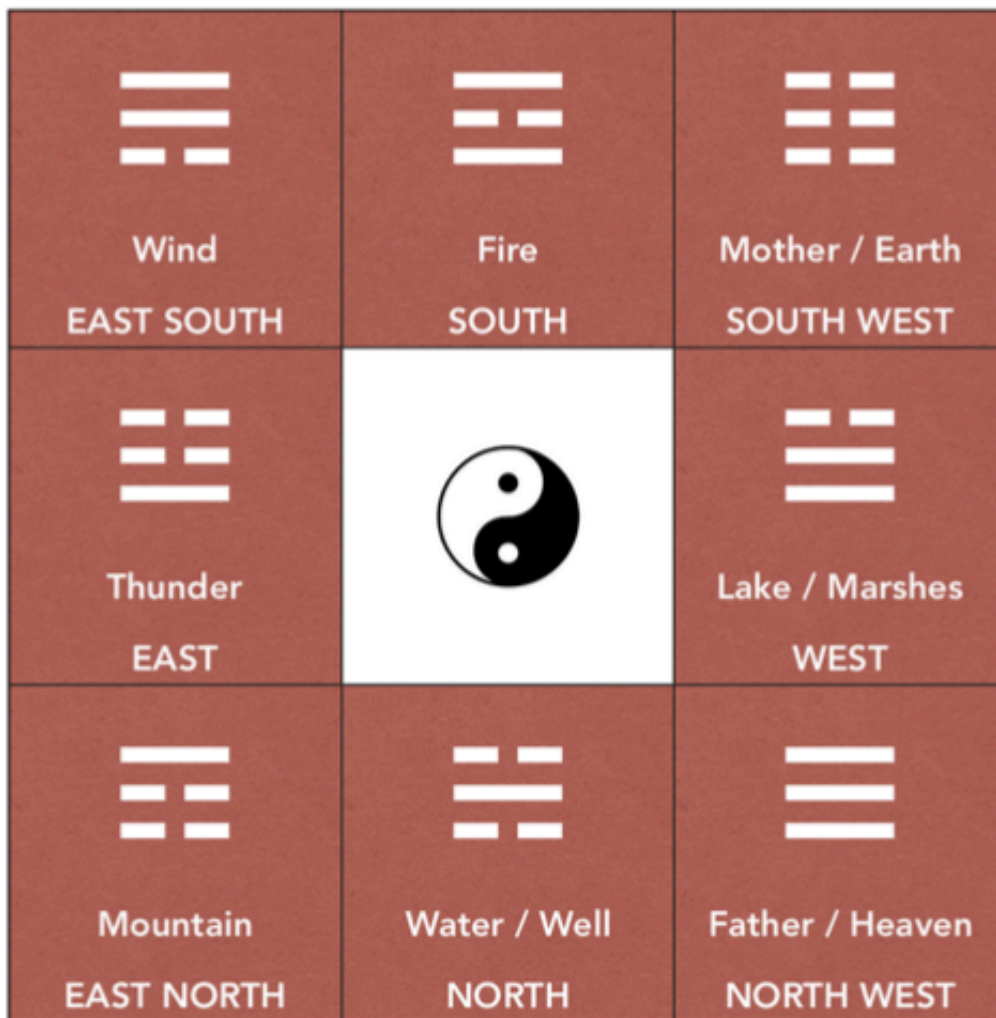 Wind
EAST SOUTH
Fire
SOUTH
Mother / Earth
SOUTH WEST
Thunder
EAST
Lake / Marshes
WEST
Mountain
EAST NORTH
Water / Well
NORTH
Father / Heaven
NORTH WEST